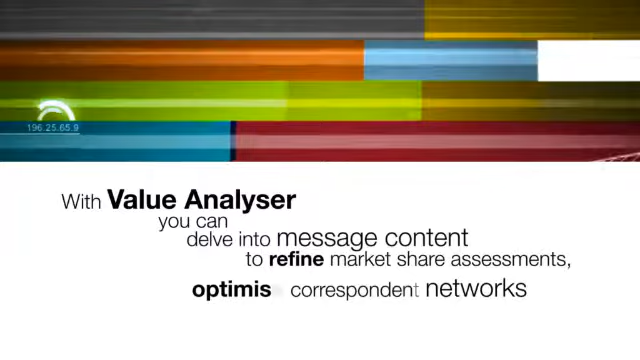 196.25.65.9
With Value Analyser
you can
delve into message content
to refine market share assessments,
optimis correspondent networks